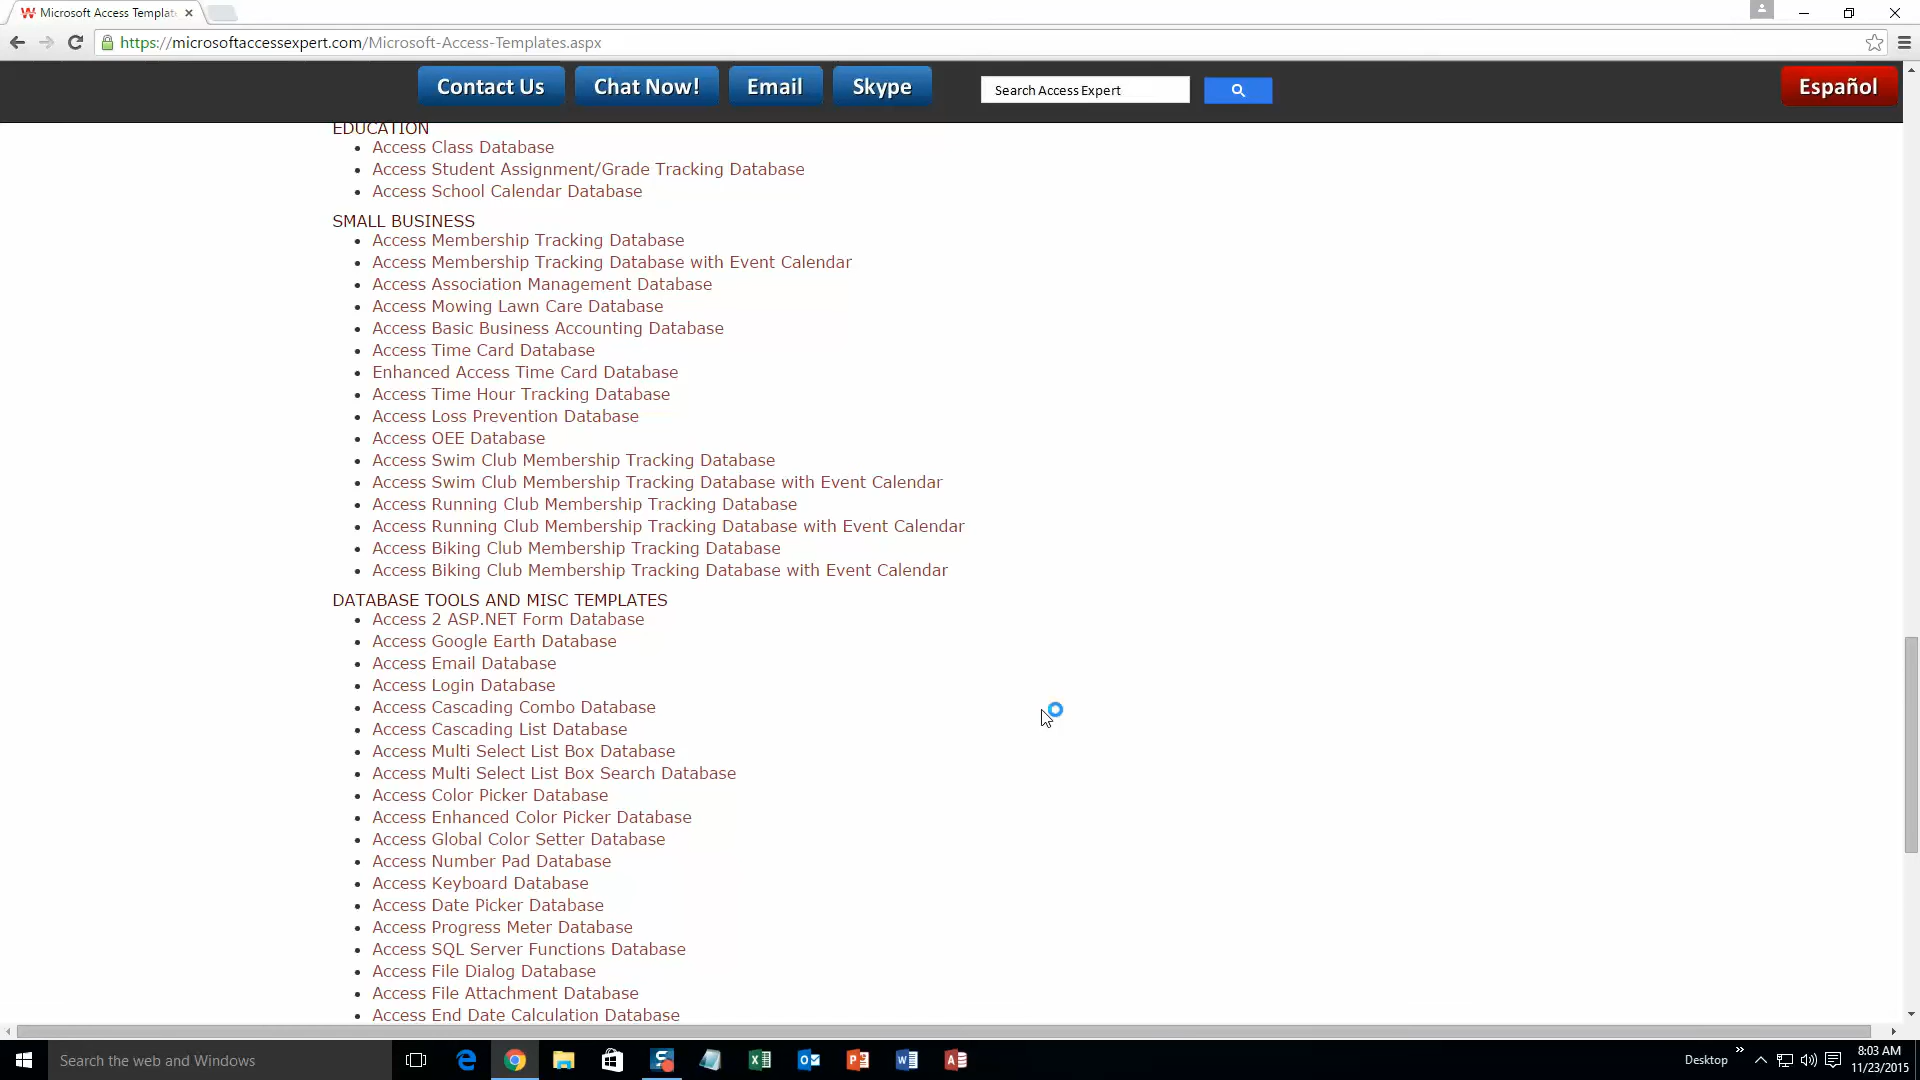 Microsoft Access Templat
https://microsoftaccessexpert.com/Microsoft-Access-Templates.aspx
Contact Us
Chat Now!
Email
Skype
Search Access Expert
Español
EDUCATION
Access Class Database
Access Student Assignment/Grade Tracking Database
Access School Calendar Database
SMALL BUSINESS
Access Membership Tracking Database
Access Membership Tracking Database with Event Calendar
Access Association Management Database
Access Mowing Lawn Care Database
Access Basic Business Accounting Database
Access Time Card Database
Enhanced Access Time Card Database
Access Time Hour Tracking Database
Access Loss Prevention Database
Access OEE Database
Access Swim Club Membership Tracking Database
Access Swim Club Membership Tracking Database with Event Calendar
Access Running Club Membership Tracking Database
Access Running Club Membership Tracking Database with Event Calendar
Access Biking Club Membership Tracking Database
Access Biking Club Membership Tracking Database with Event Calendar
DATABASE TOOLS AND MISC TEMPLATES
Access 2 ASP.NET Form Database
Access Google Earth Database
Access Email Database
Access Login Database
Access Cascading Combo Database
Access Cascading List Database
Access Multi Select List Box Database
Access Multi Select List Box Search Database
Access Color Picker Database
Access Enhanced Color Picker Database
Access Global Color Setter Database
Access Number Pad Database
Access Keyboard Database
Access Date Picker Database
Access Progress Meter Database
Access SQL Server Functions Database
Access File Dialog Database
Access File Attachment Database
Access End Date Calculation Database
Search the web and Windows
Desktop
8:03 AM
11/23/2015